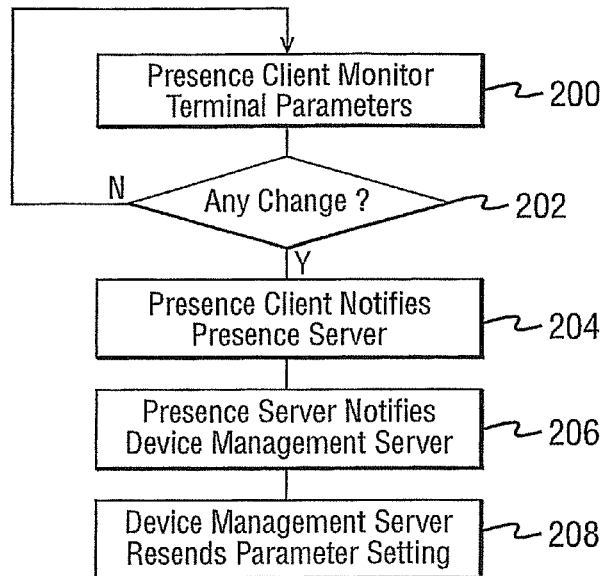 Presence Client Monitor
Terminal Parameters
200
N
Any Change ?
202
Y
Presence Client Notifies
Presence Server
204
Presence Server Notifies
Device Management Server
206
Device Management Server
Resends Parameter Setting
208